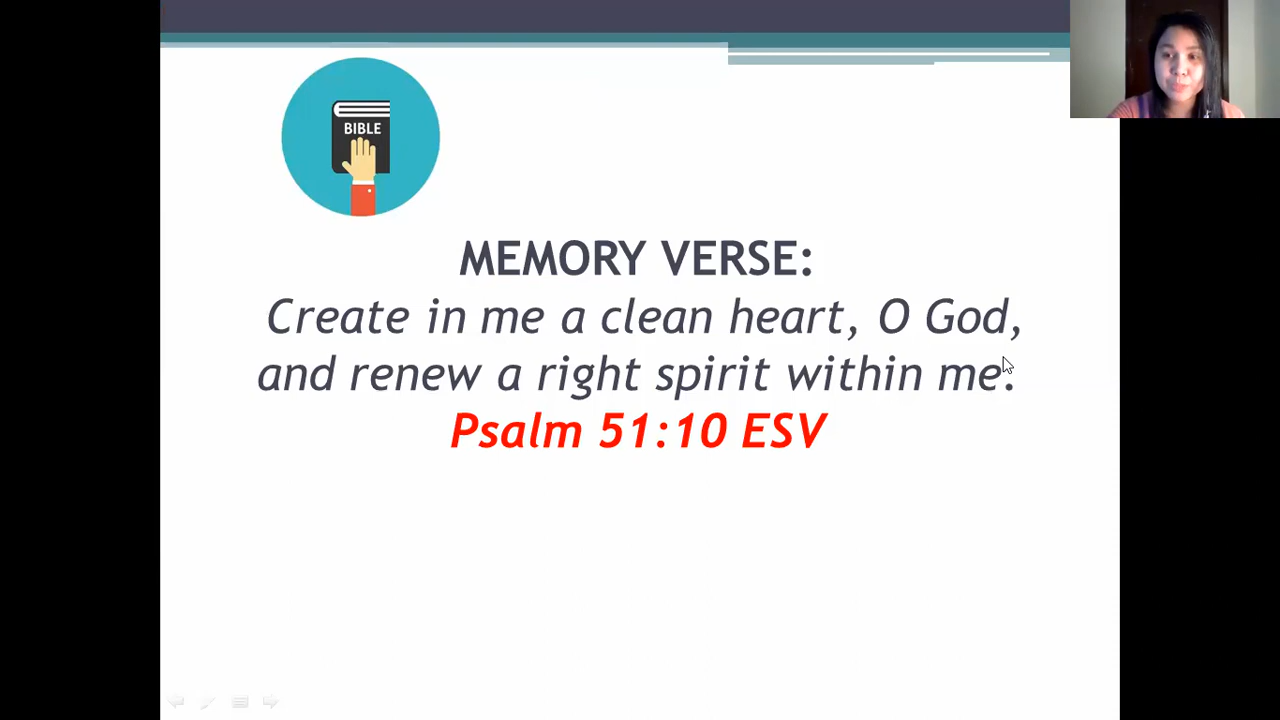 BIBLE
MEMORY VERSE:
Create in me a clean heart, O God,
and renew a right spirit within me.
Psalm 51:10 ESV